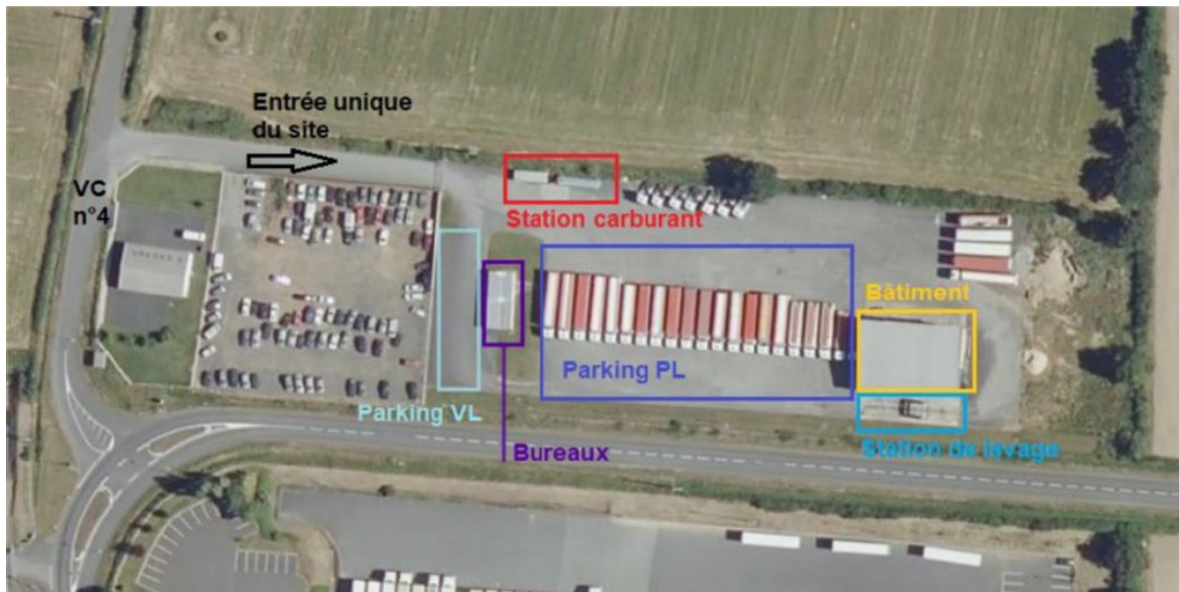 Entrée unique
du site
VC
n°4
Station carburant
Bâtiment
Parking PL
Parking VL
Bureaux
Station de lavage